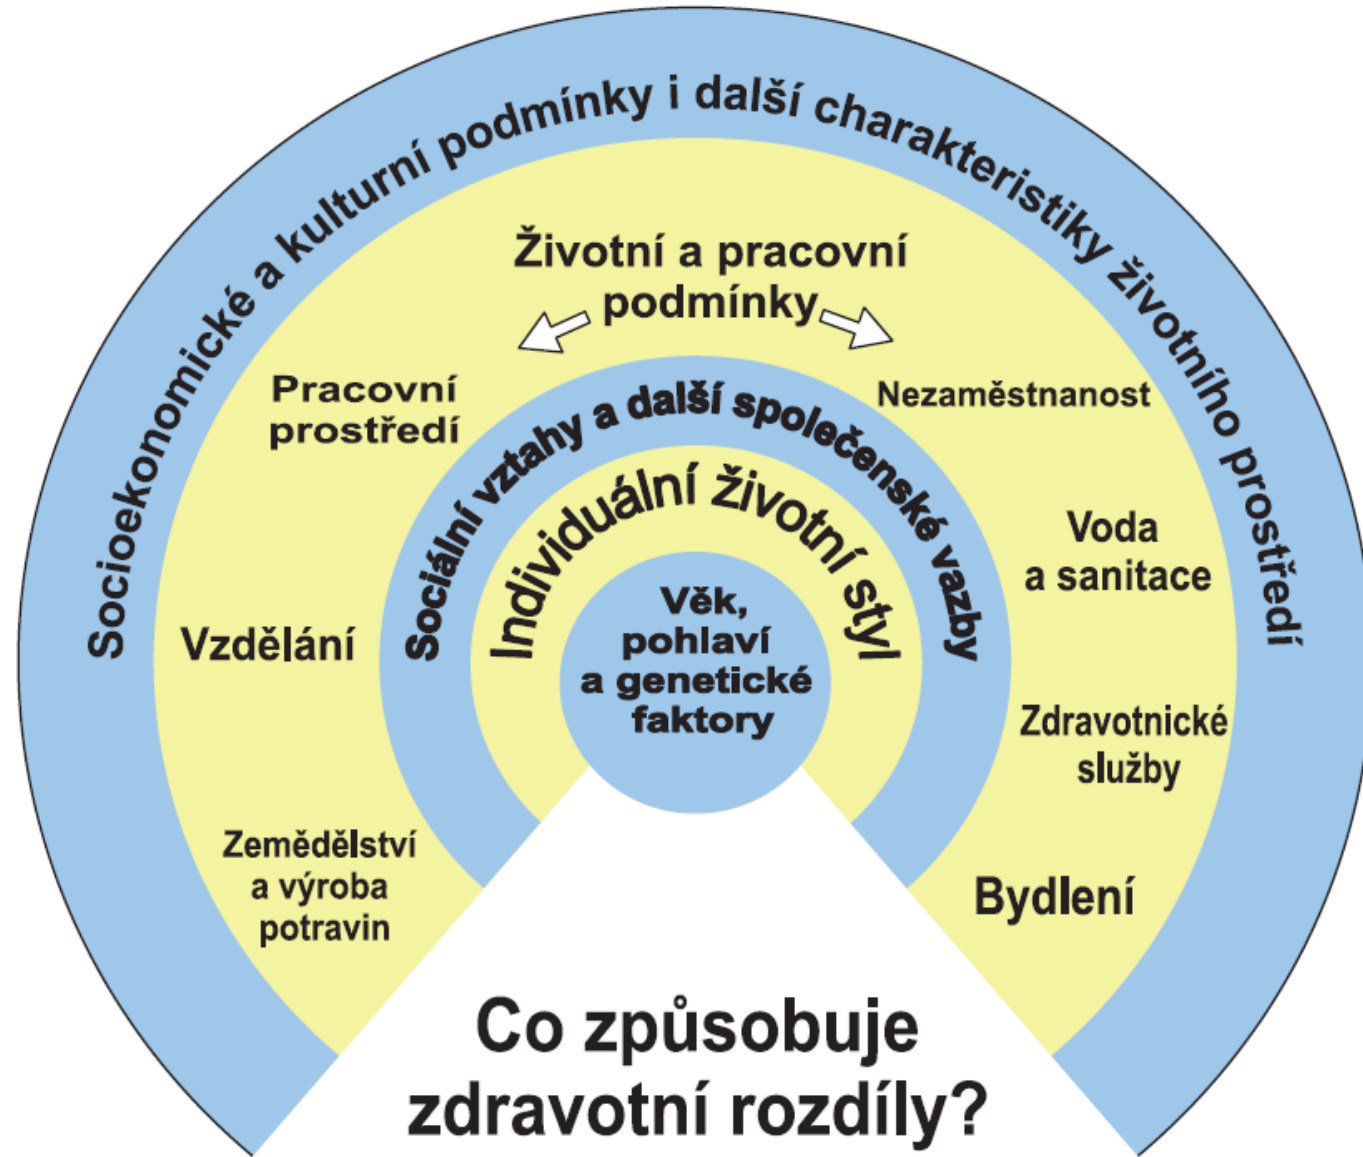 Socioekonomické a kulturní podmínky i další charakteristiky životního prostředí
Životní a pracovní
podmínky
Pracovní
prostředí
Nezaměstnanost
Sociální vztahy a další společenské vazby
Individuální životní styl
Voda
a sanitace
Věk,
pohlaví
a genetické
faktory
Vzdělání
Zdravotnické
služby
Zemědělství
a výroba
potravin
Bydlení
Co způsobuje
zdravotní rozdíly?